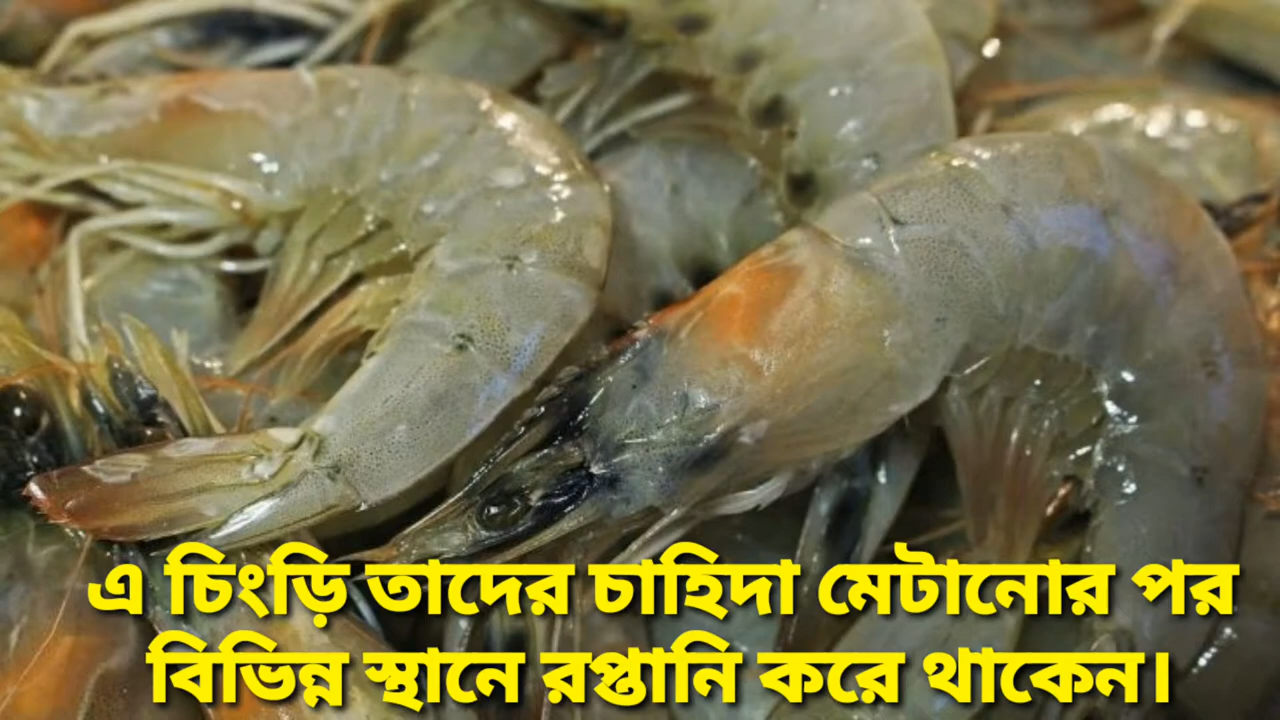 এ চিংড়ি তাদের চাহিদা মেটানোর পর
বিভিন্ন স্থানে রপ্তানি করে থাকেন।